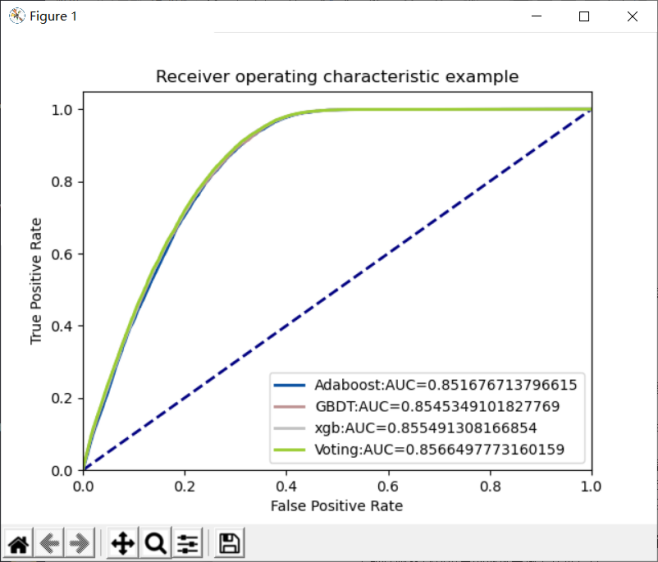 Figure 1
Receiver operating characteristic example
True Positive Rate
1.0
0.8
0.6
0.4
0.2
0.0
Adaboost:AUC=0.851676713796615
GBDT:AUC=0.8545349101827769
xgb:AUC=0.855491308166854
Voting:AUC=0.8566497773160159
0.0 0.2 0.4 0.6 0.8 1.0
False Positive Rate